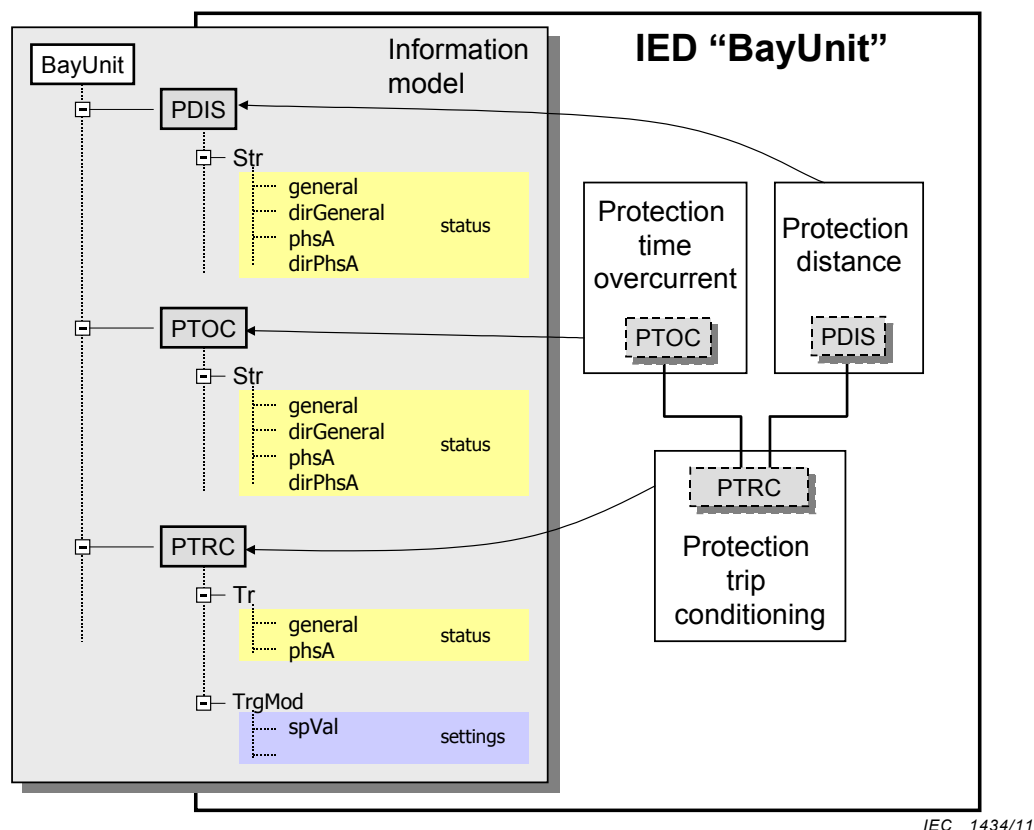 IED “BayUnit”
Information
model
BayUnit
PDIS
Str
general
dirGeneral
phsA
dirPhsA
status
PTOC
Str
general
dirGeneral
phsA
dirPhsA
status
PTRC
Tr
general
phsA
status
TrgMod
spVal
settings
Protection
time
overcurrent
PTOC
Protection
distance
PDIS
PTRC
Protection
trip
conditioning
IEC 1434/11